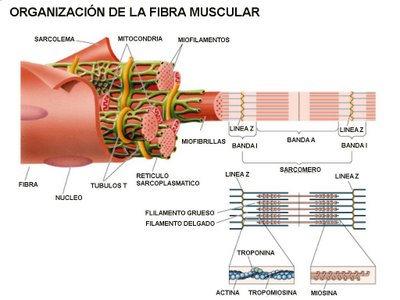 ORGANIZACIÓN DE LA FIBRA MUSCULAR
SARCOLEMA
MITOCONDRIA
MIOFILAMENTOS
LINEA Z
LINEA Z
BANDA A
BANDA I
BANDA I
MIOFIBRILLAS
SARCOMERO
FIBRA
NUCLEO
TUBULOS T
RETICULO
SARCOPLASMATICO
LINEA Z
LINEA Z
FLILAMENTO GRUESO
FILAMENTO DELGADO
TROPONINA
ACTINA
TROPOMIOSINA
MIOSINA